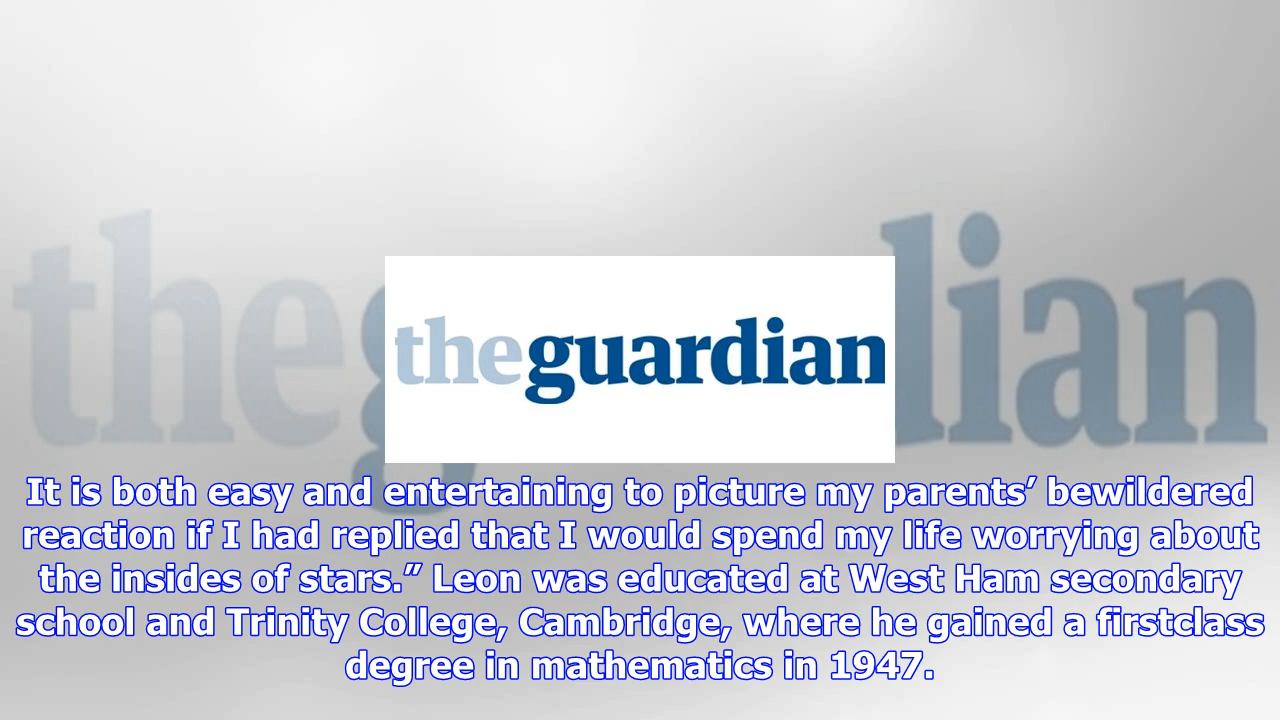 theguardian
the g dian
It is both easy and entertaining to picture my parents’ bewildered
reaction if I had replied that I would spend my life worrying about
the insides of stars.” Leon was educated at West Ham secondary
school and Trinity College, Cambridge, where he gained a firstclass
degree in mathematics in 1947.